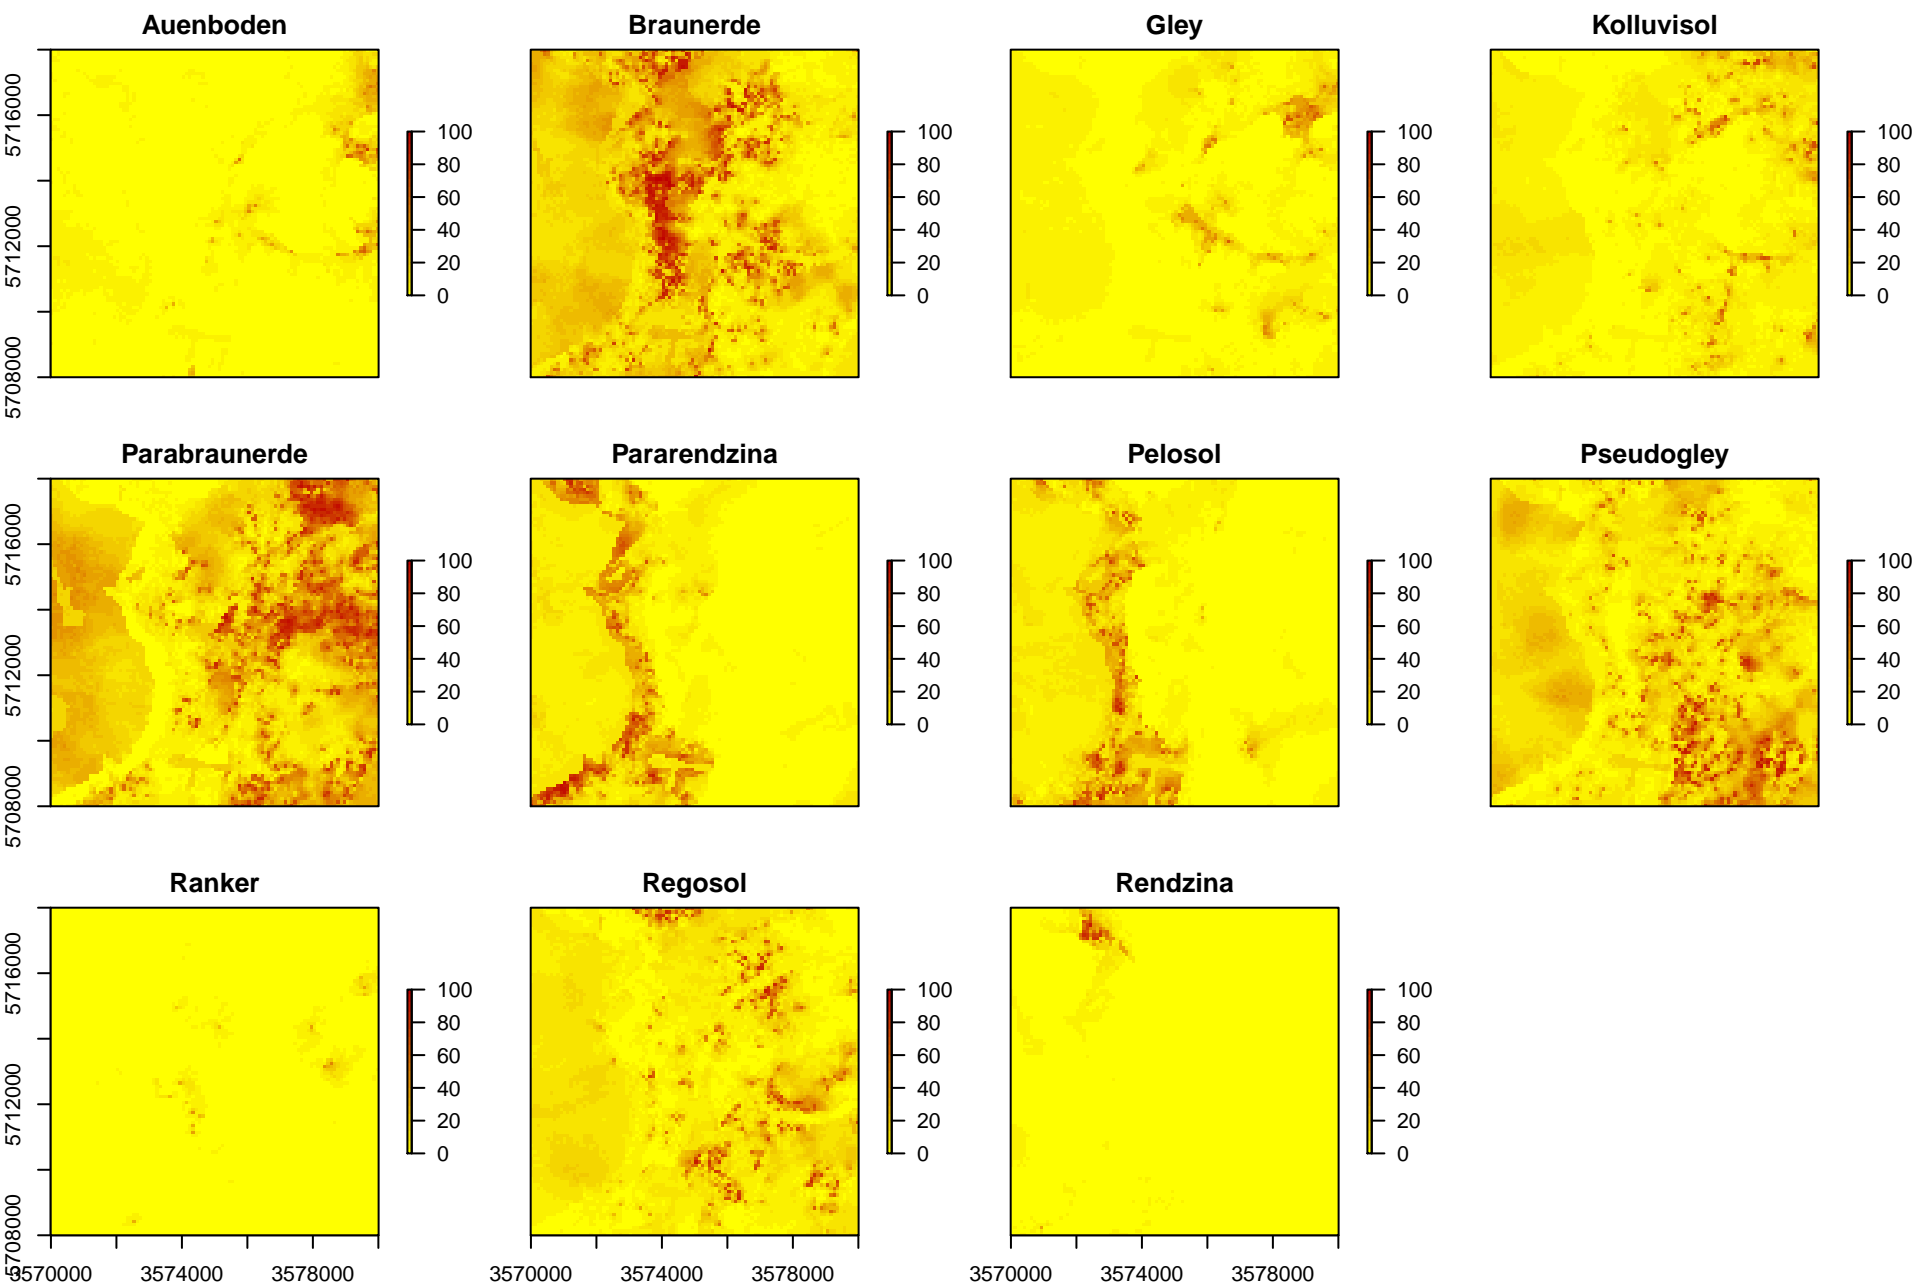 Auenboden
Braunerde
Gley
Kolluvisol
5708000 5712000 5716000
0 20 40 60 80 100
0 20 40 60 80 100
0 20 40 60 80 100
0 20 40 60 80 100
Parabraunerde
Pararendzina
Pelosol
Pseudogley
5708000 5712000 5716000
0 20 40 60 80 100
0 20 40 60 80 100
0 20 40 60 80 100
0 20 40 60 80 100
Ranker
Regosol
Rendzina
5708000 5712000 5716000
0 20 40 60 80 100
0 20 40 60 80 100
0 20 40 60 80 100
3570000 3574000 3578000
3570000 3574000 3578000
3570000 3574000 3578000